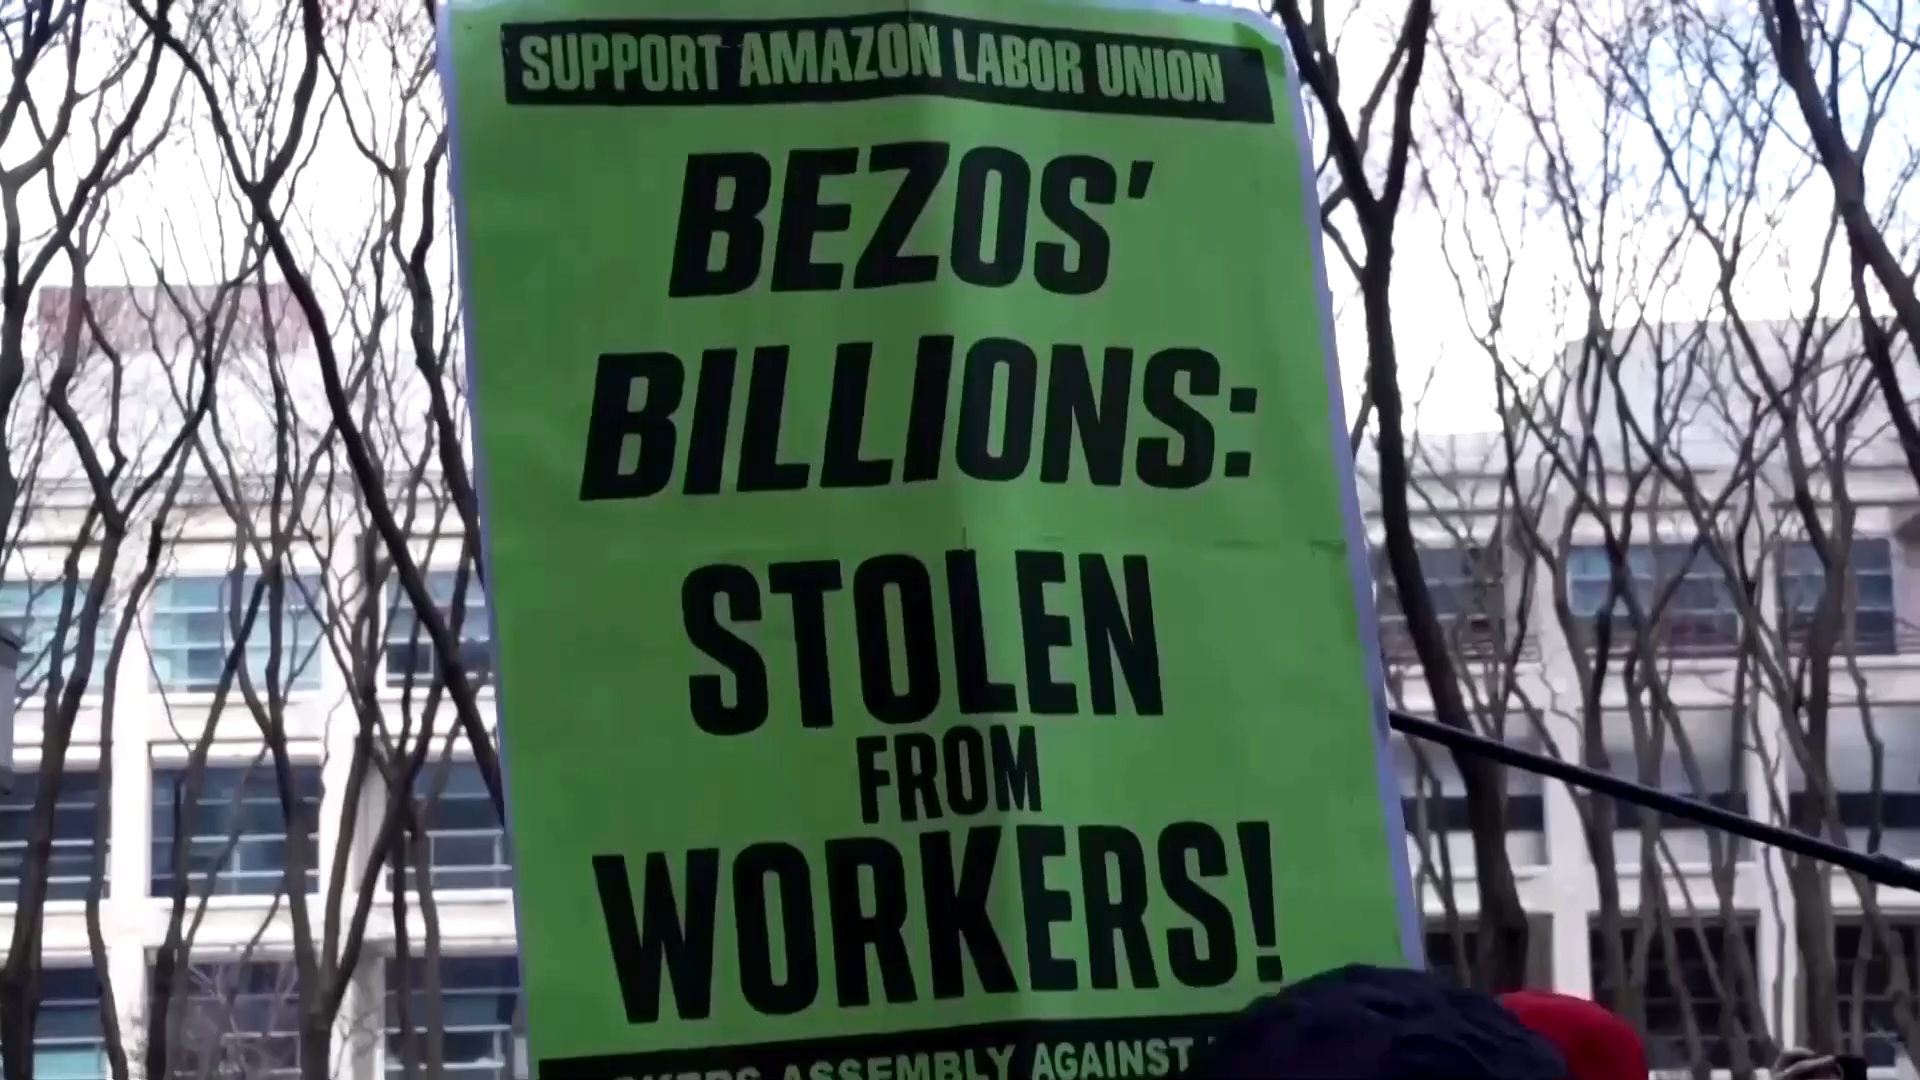 SUPPORT AMAZON LABOR UNION
BEZOS'
BILLIONS:
STOLEN
FROM
WORKERS!
ASSEMBLY AGAINST